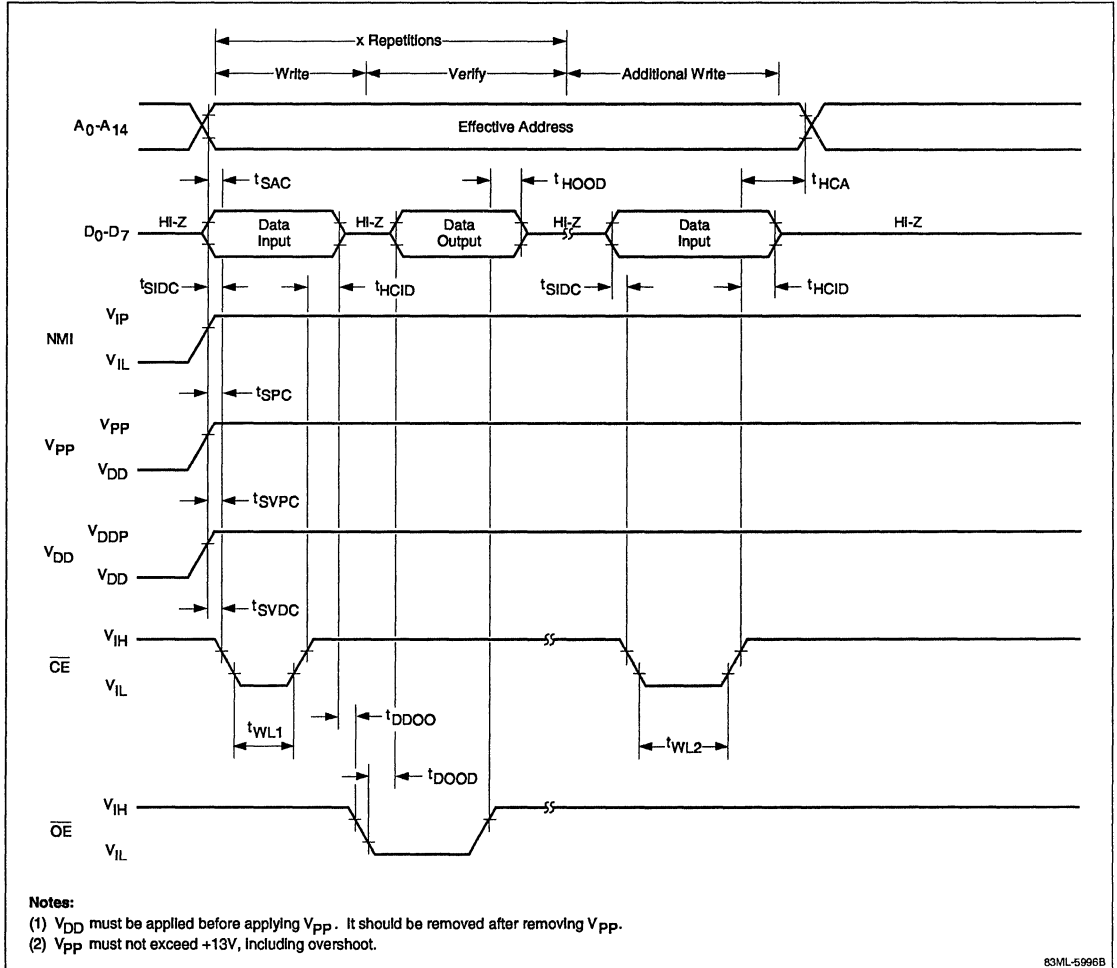 x Repetitions
Write Verify Additional Write
A0-A14 Effective Address
tSAC tHOOD tHCA
D0-D7 HI-Z Data Input HI-Z Data Output HI-Z Data Input HI-Z
tSIDC tHCID tSIDC tHCID
NMI VIP
VIL
tSPC
VPP VPP
VDD
tSVPC
VDD VDDP
VDD
tSVDC
CE VIH
VIL
tWL1 tDDOO tWL2
tDOOD
OE VIH
VIL
Notes:
(1) VDD must be applied before applying VPP. It should be removed after removing VPP.
(2) VPP must not exceed +13V, including overshoot.
83ML-5996B